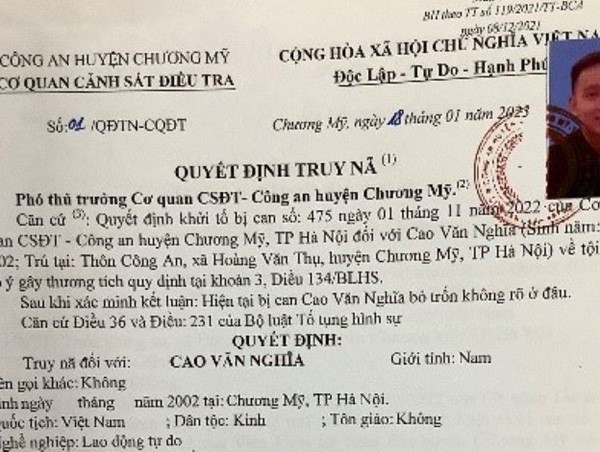 BH theo TT số 119/2021/TT-BCA
ngày 08/12/2021
CÔNG AN HUYỆN CHƯƠNG MỸ
CƠ QUAN CẢNH SÁT ĐIỀU TRA
CỘNG HÒA XÃ HỘI CHỦ NGHĨA VIỆT NA
Độc Lập - Tự Do - Hạnh Phú
Số: 01 /QĐTN-CQĐT
Chương Mỹ, ngày 18 tháng 01 năm 2023
QUYẾT ĐỊNH TRUY NÃ (1)
Phó thủ trưởng Cơ quan CSĐT- Công an huyện Chương Mỹ.(2)
Căn cứ (3): Quyết định khởi tố bị can số: 475 ngày 01 tháng 11 năm 2022 của Cơ
an CSĐT - Công an huyện Chương Mỹ, TP Hà Nội đối với Cao Văn Nghĩa (Sinh năm:
02; Trú tại: Thôn Công An, xã Hoàng Văn Thụ, huyện Chương Mỹ, TP Hà Nội) về tội
ý gây thương tích quy định tại khoản 3, Điều 134/BLHS.
Sau khi xác minh kết luận: Hiện tại bị can Cao Văn Nghĩa bỏ trốn không rõ ở đâu.
Căn cứ Điều 36 và Điều: 231 của Bộ luật Tố tụng hình sự
QUYẾT ĐỊNH:
Truy nã đối với: CAO VĂN NGHĨA Giới tính: Nam
ên gọi khác: Không
inh ngày tháng năm 2002 tại: Chương Mỹ, TP Hà Nội.
uốc tịch: Việt Nam ; Dân tộc: Kinh ; Tôn giáo: Không
ghề nghiệp: Lao động tự do